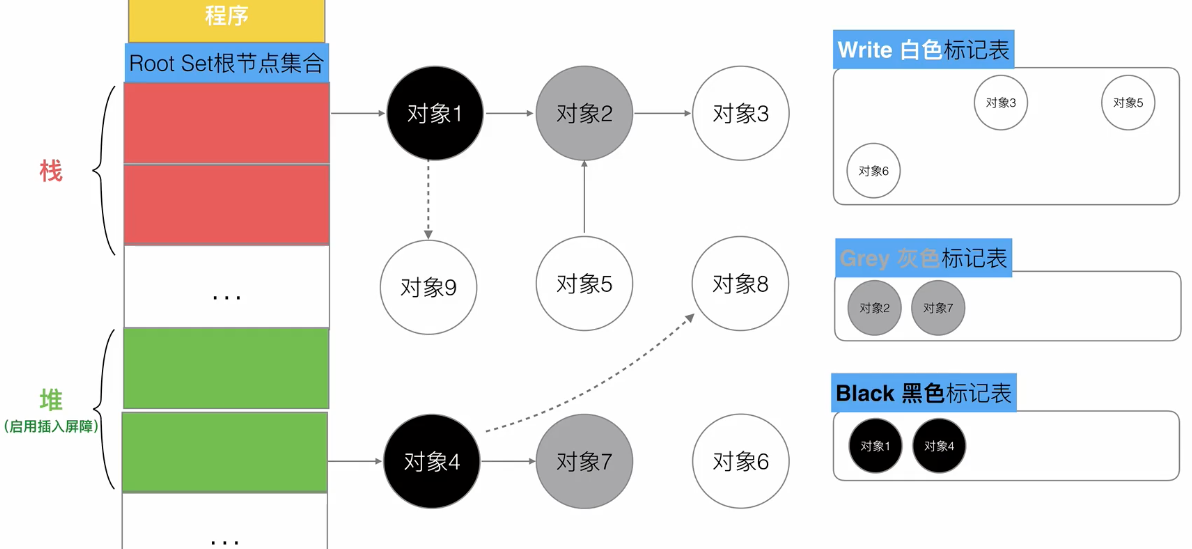 程序
Root Set根节点集合
栈
...
堆
(启用插入屏障)
...
对象1
对象2
对象3
对象9
对象5
对象8
对象4
对象7
对象6
Write 白色标记表
对象3
对象5
对象6
Grey 灰色标记表
对象2
对象7
Black 黑色标记表
对象1
对象4